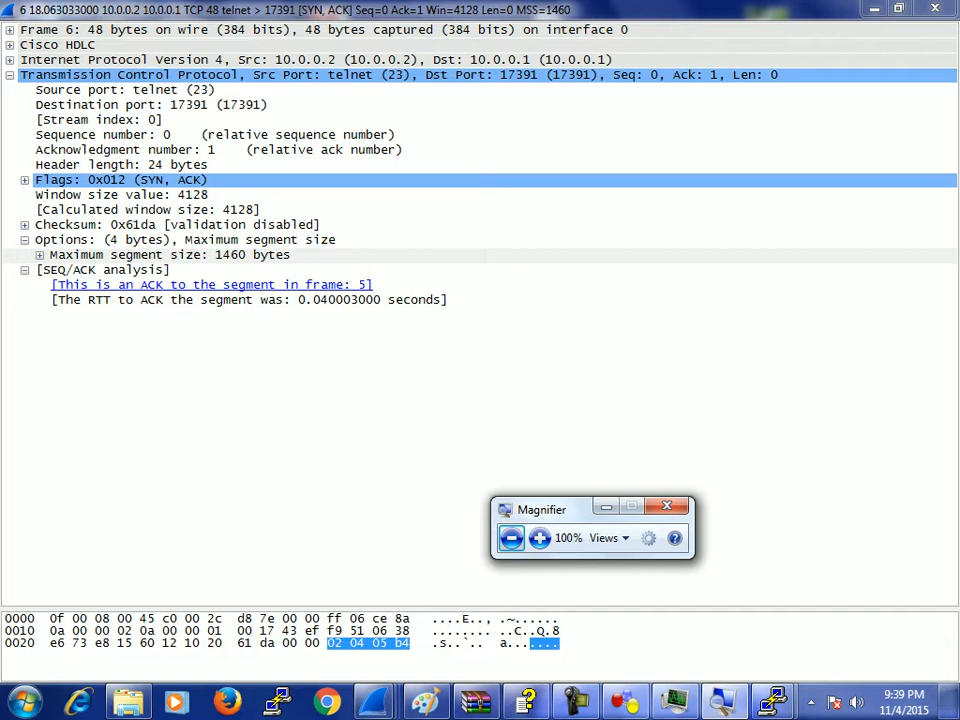 6 18.063033000 10.0.0.2 10.0.0.1 TCP 48 telnet > 17391 [SYN, ACK] Seq=0 Ack=1 Win=4128 Len=0 MSS=1460
Frame 6: 48 bytes on wire (384 bits), 48 bytes captured (384 bits) on interface 0
Cisco HDLC
Internet Protocol Version 4, Src: 10.0.0.2 (10.0.0.2), Dst: 10.0.0.1 (10.0.0.1)
Transmission Control Protocol, Src Port: telnet (23), Dst Port: 17391 (17391), Seq: 0, Ack: 1, Len: 0
Source port: telnet (23)
Destination port: 17391 (17391)
[Stream index: 0]
Sequence number: 0 (relative sequence number)
Acknowledgment number: 1 (relative ack number)
Header length: 24 bytes
Flags: 0x012 (SYN, ACK)
Window size value: 4128
[Calculated window size: 4128]
Checksum: 0x61da [validation disabled]
Options: (4 bytes), Maximum segment size
Maximum segment size: 1460 bytes
[SEQ/ACK analysis]
[This is an ACK to the segment in frame: 5]
[The RTT to ACK the segment was: 0.040003000 seconds]
Magnifier
100% Views
0000 0f 00 08 00 45 c0 00 2c d8 7e 00 00 ff 06 ce 8a ....E.., .~......
0010 0a 00 00 02 0a 00 00 01 00 17 43 ef f9 51 06 38 ........ ..C..Q.8
0020 e6 73 e8 15 60 12 10 20 61 da 00 00 02 04 05 b4 .s..`.. a.......
9:39 PM
11/4/2015